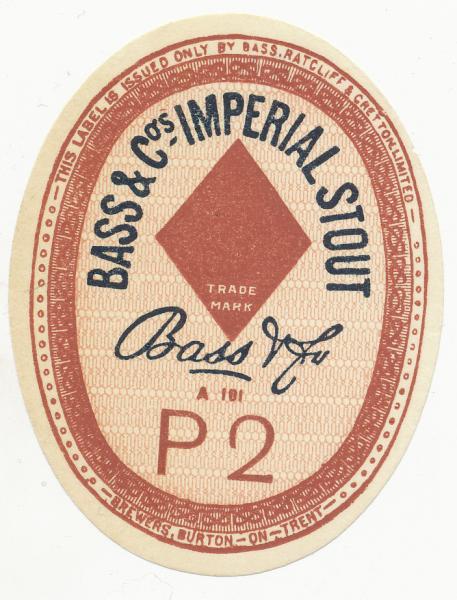 —THIS LABEL IS ISSUED ONLY BY BASS, RATCLIFF & GRETTON, LIMITED—
BASS & Cos IMPERIAL STOUT
TRADE
MARK
Bass & Co
A 101
P2
—BREWERS, BURTON-ON-TRENT—